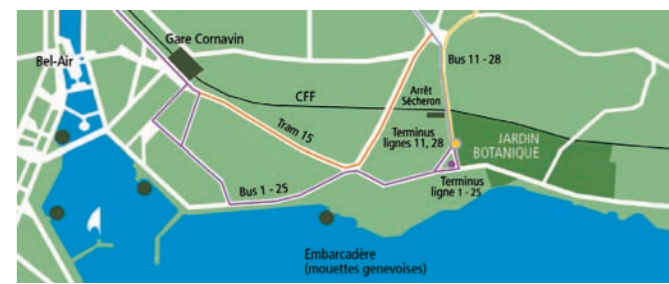 Gare Cornavin
Bel-Air
Bus 11 - 28
CFF
Arrêt
Sécheron
Tram 15
Terminus
lignes 11, 28
JARDIN
BOTANIQUE
Bus 1 - 25
Terminus
ligne 1 - 25
Embarcadère
(mouettes genevoises)